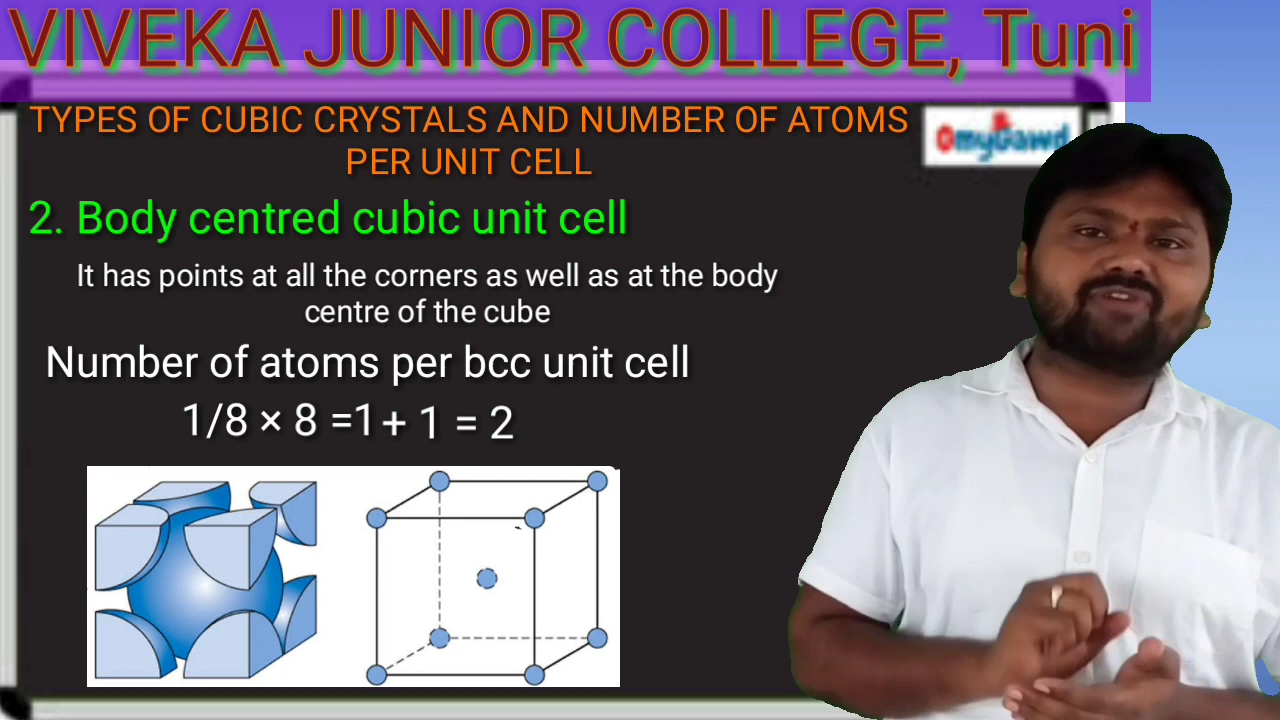 VIVEKA JUNIOR COLLEGE, Tuni
TYPES OF CUBIC CRYSTALS AND NUMBER OF ATOMS
PER UNIT CELL
OmyGawd
2. Body centred cubic unit cell
It has points at all the corners as well as at the body
centre of the cube
Number of atoms per bcc unit cell
1/8 × 8 =1+ 1 = 2